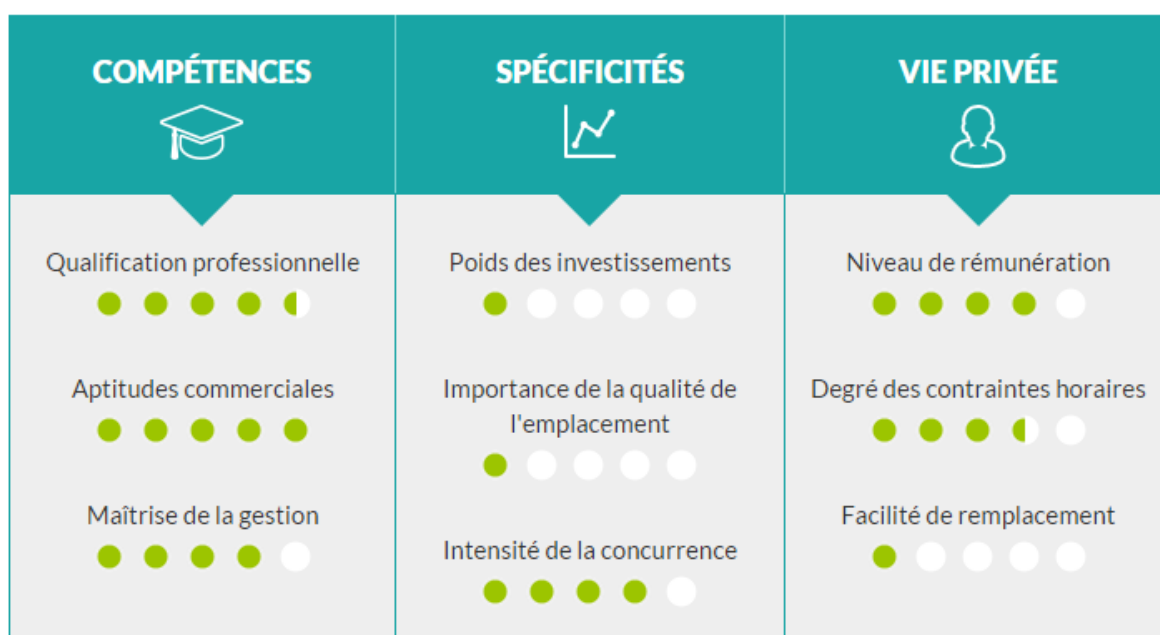 COMPÉTENCES
Qualification professionnelle
Aptitudes commerciales
Maîtrise de la gestion
SPÉCIFICITÉS
Poids des investissements
Importance de la qualité de
l'emplacement
Intensité de la concurrence
VIE PRIVÉE
Niveau de rémunération
Degré des contraintes horaires
Facilité de remplacement